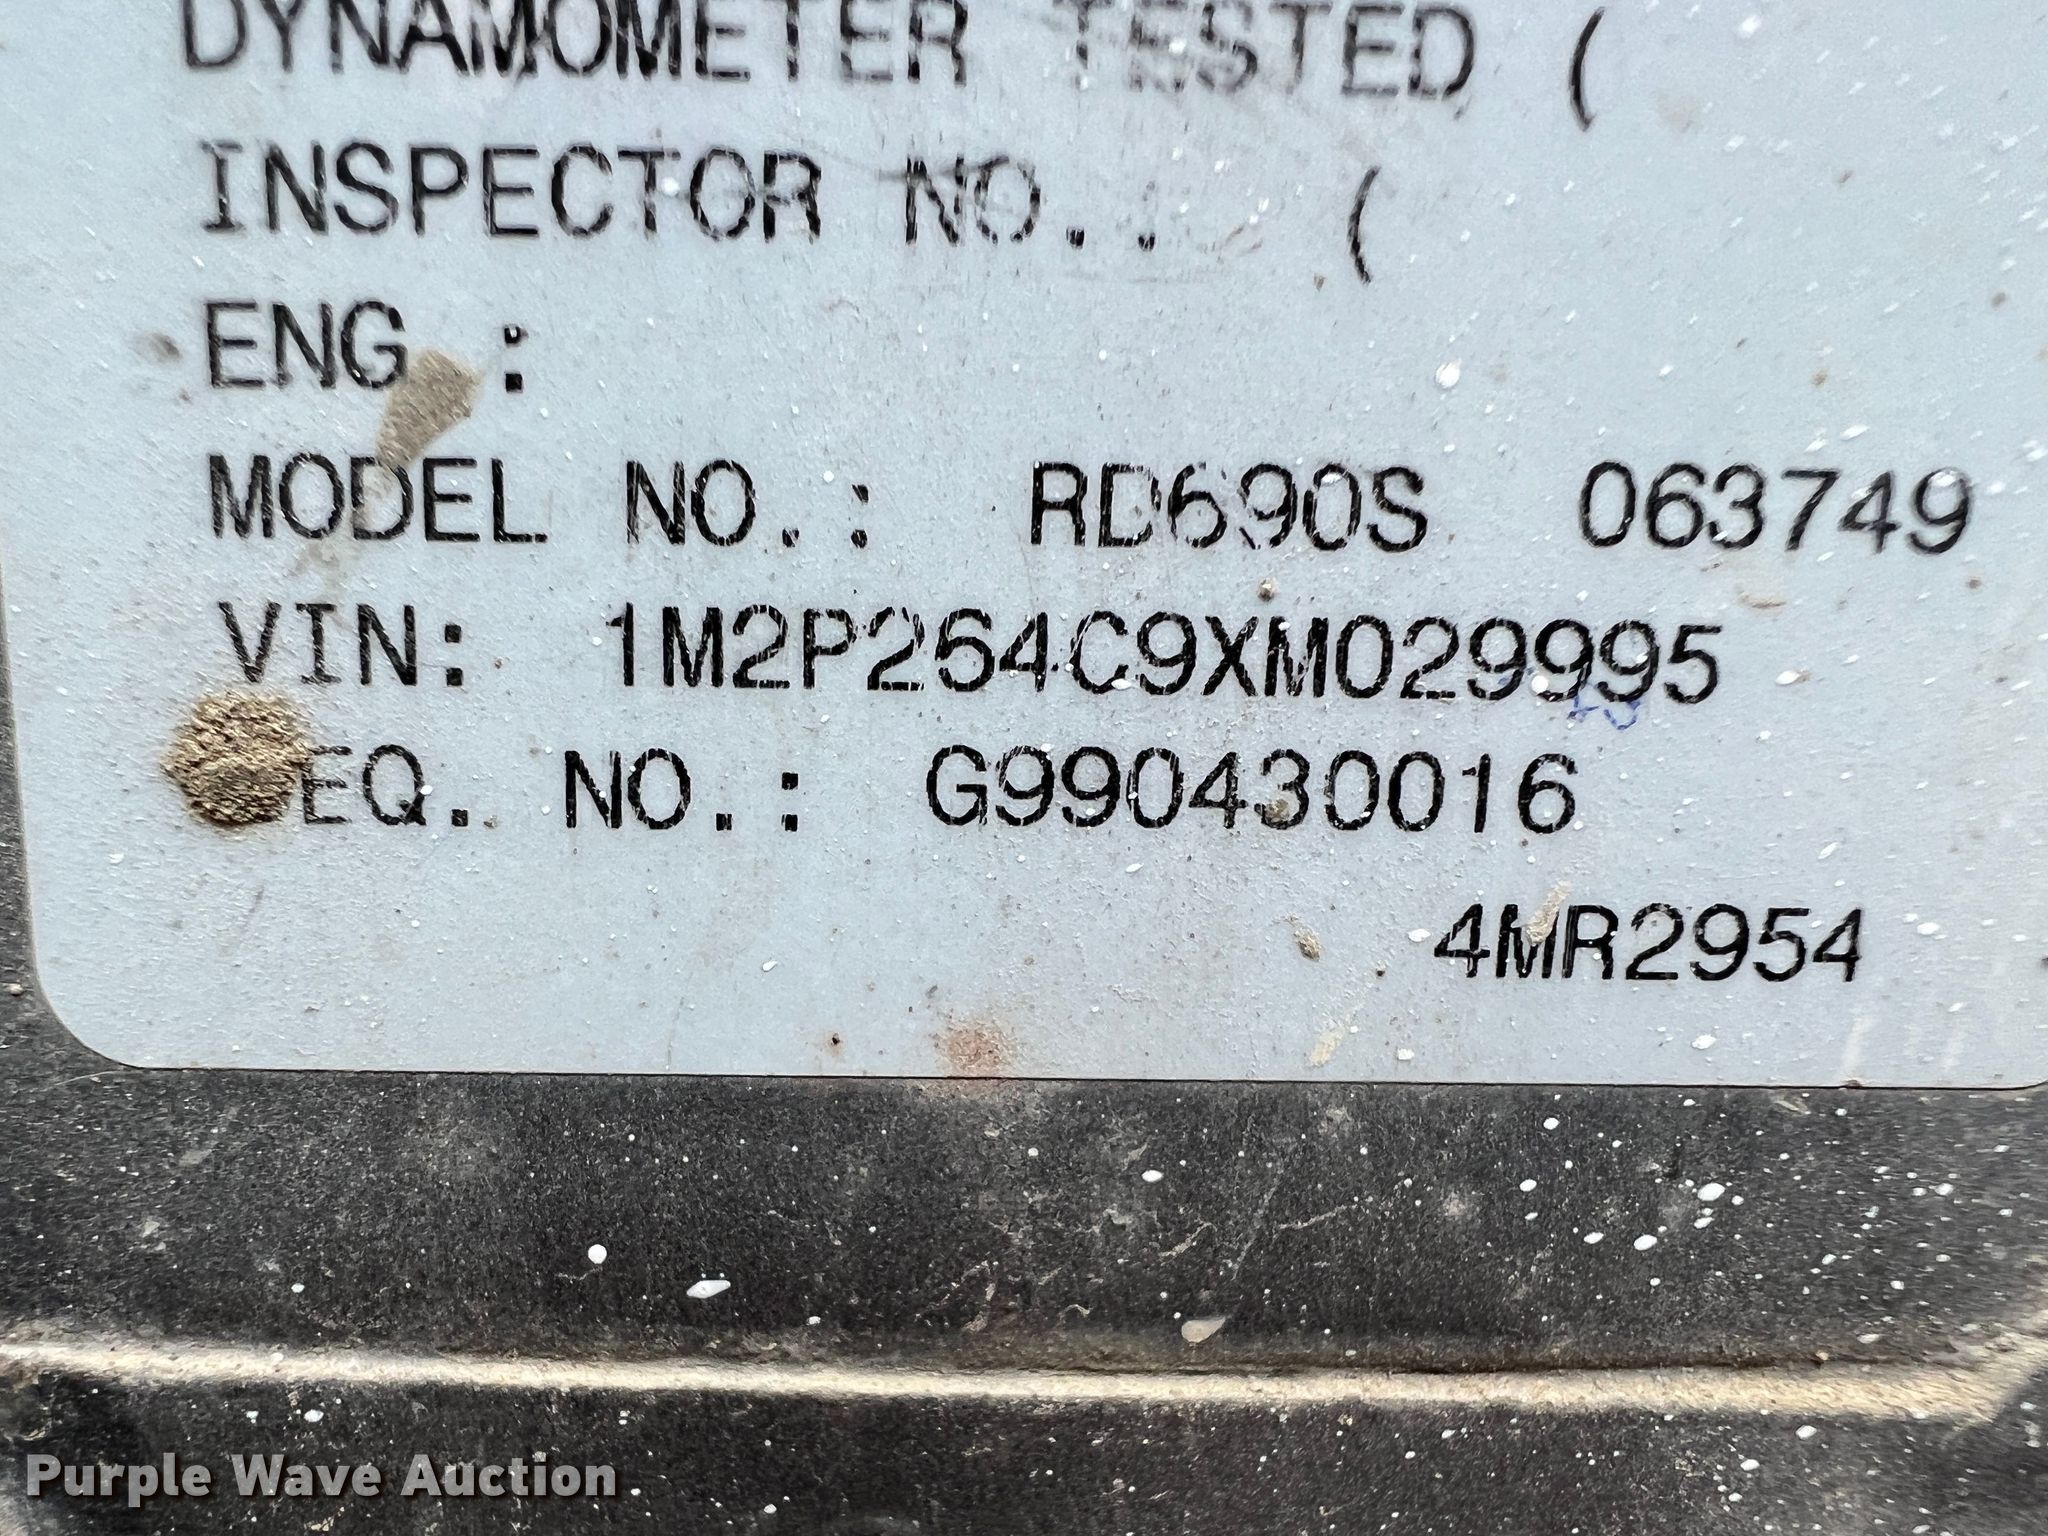 DYNAMOMETER TESTED (
INSPECTOR NO.: (
ENG :
MODEL NO.: RD690S 063749
VIN: 1M2P264C9XM029995
EQ. NO.: G990430016
4MR2954
Purple Wave Auction